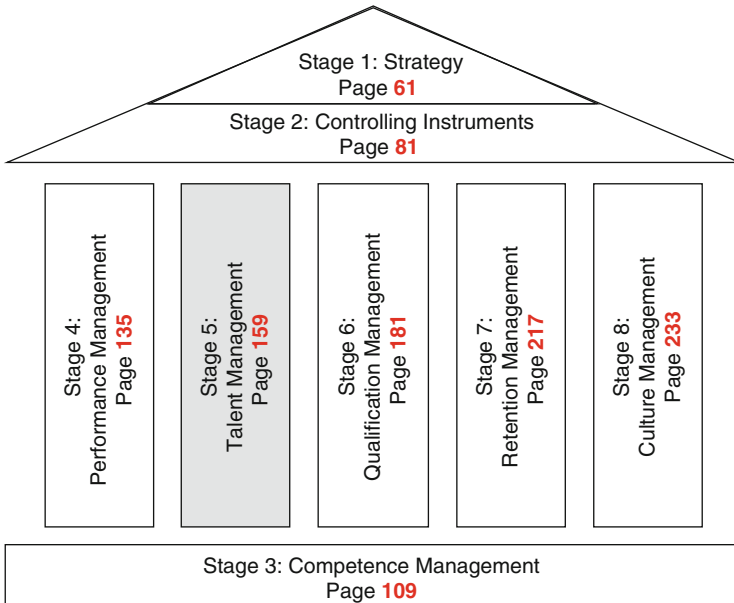 Stage 1: Strategy
Page 61
Stage 2: Controlling Instruments
Page 81
Stage 4:
Performance Management
Page 135
Stage 5:
Talent Management
Page 159
Stage 6:
Qualification Management
Page 181
Stage 7:
Retention Management
Page 217
Stage 8:
Culture Management
Page 233
Stage 3: Competence Management
Page 109